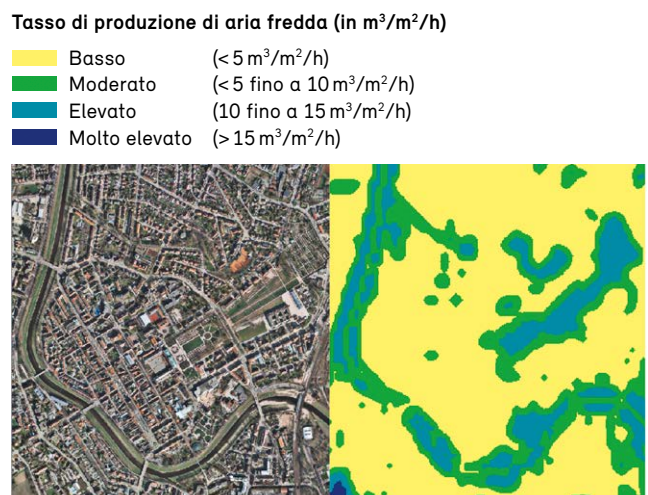 Tasso di produzione di aria fredda (in m³/m²/h)
Basso (< 5 m³/m²/h)
Moderato (< 5 fino a 10 m³/m²/h)
Elevato (10 fino a 15 m³/m²/h)
Molto elevato (> 15 m³/m²/h)